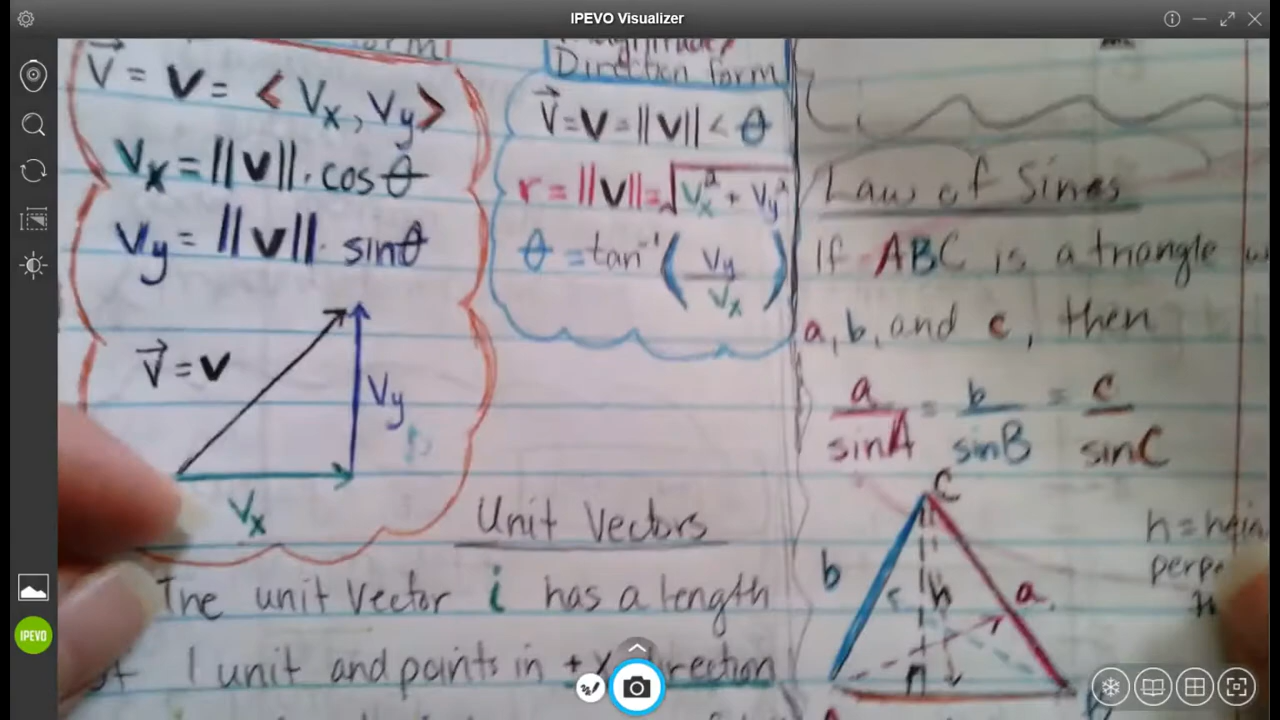 IPEVO Visualizer
V = V = < Vx, Vy >
Vx = ||V|| · cos θ
Vy = ||V|| · sin θ
V = V
Vy
Vx
Direction Form
V = V = ||V|| < θ
r = ||V|| = √Vx² + Vy²
θ = tan⁻¹ ( Vy / Vx )
Unit Vectors
The unit vector i has a length
1 unit and points in +x direction
Law of Sines
If ABC is a triangle
a, b, and c, then
a / sinA = b / sinB = c / sinC
C
b
h
a
h =
IPEVO